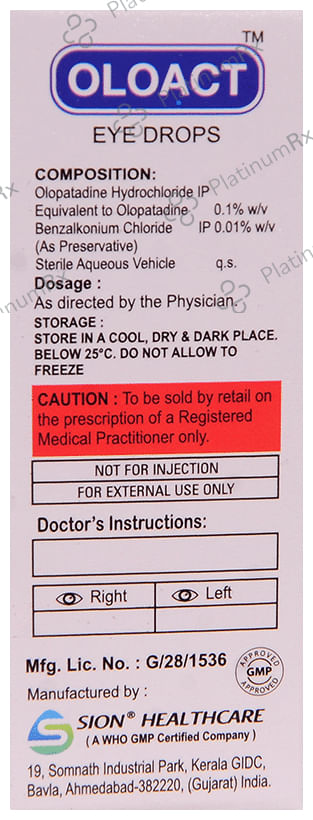 OLOACT™
EYE DROPS
COMPOSITION:
Olopatadine Hydrochloride IP
Equivalent to Olopatadine 0.1% w/v
Benzalkonium Chloride IP 0.01% w/v
(As Preservative)
Sterile Aqueous Vehicle q.s.
Dosage :
As directed by the Physician.
STORAGE :
STORE IN A COOL, DRY & DARK PLACE.
BELOW 25°C. DO NOT ALLOW TO
FREEZE
CAUTION : To be sold by retail on
the prescription of a Registered
Medical Practitioner only.
NOT FOR INJECTION
FOR EXTERNAL USE ONLY
Doctor's Instructions:
Right Left
Mfg. Lic. No. : G/28/1536
APPROVED GMP APPROVED
Manufactured by :
SION® HEALTHCARE
( A WHO GMP Certified Company )
19, Somnath Industrial Park, Kerala GIDC,
Bavla, Ahmedabad-382220, (Gujarat) India.
PlatinumRx
PlatinumRx